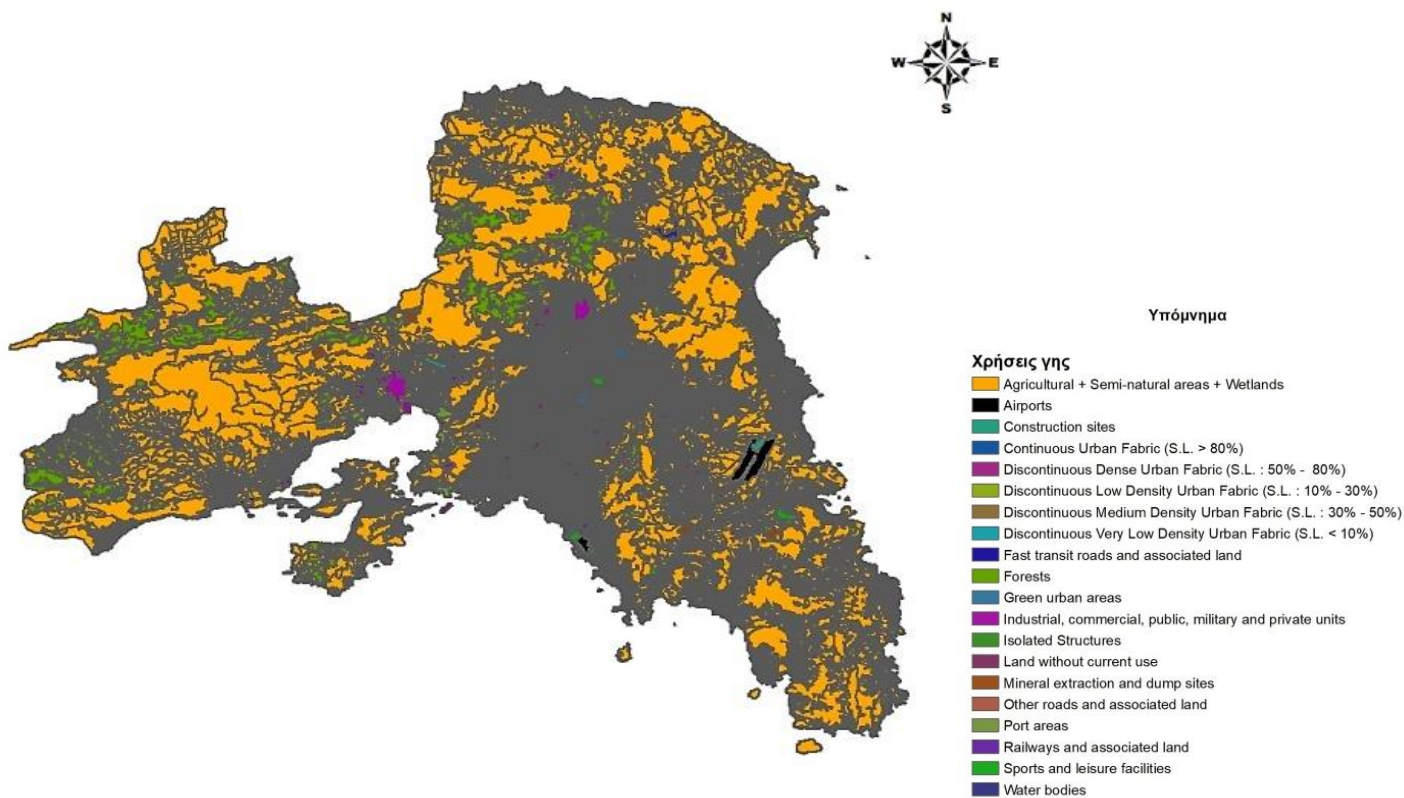 N
W E
S
Υπόμνημα
Χρήσεις γης
Agricultural + Semi-natural areas + Wetlands
Airports
Construction sites
Continuous Urban Fabric (S.L. > 80%)
Discontinuous Dense Urban Fabric (S.L. : 50% - 80%)
Discontinuous Low Density Urban Fabric (S.L. : 10% - 30%)
Discontinuous Medium Density Urban Fabric (S.L. : 30% - 50%)
Discontinuous Very Low Density Urban Fabric (S.L. < 10%)
Fast transit roads and associated land
Forests
Green urban areas
Industrial, commercial, public, military and private units
Isolated Structures
Land without current use
Mineral extraction and dump sites
Other roads and associated land
Port areas
Railways and associated land
Sports and leisure facilities
Water bodies